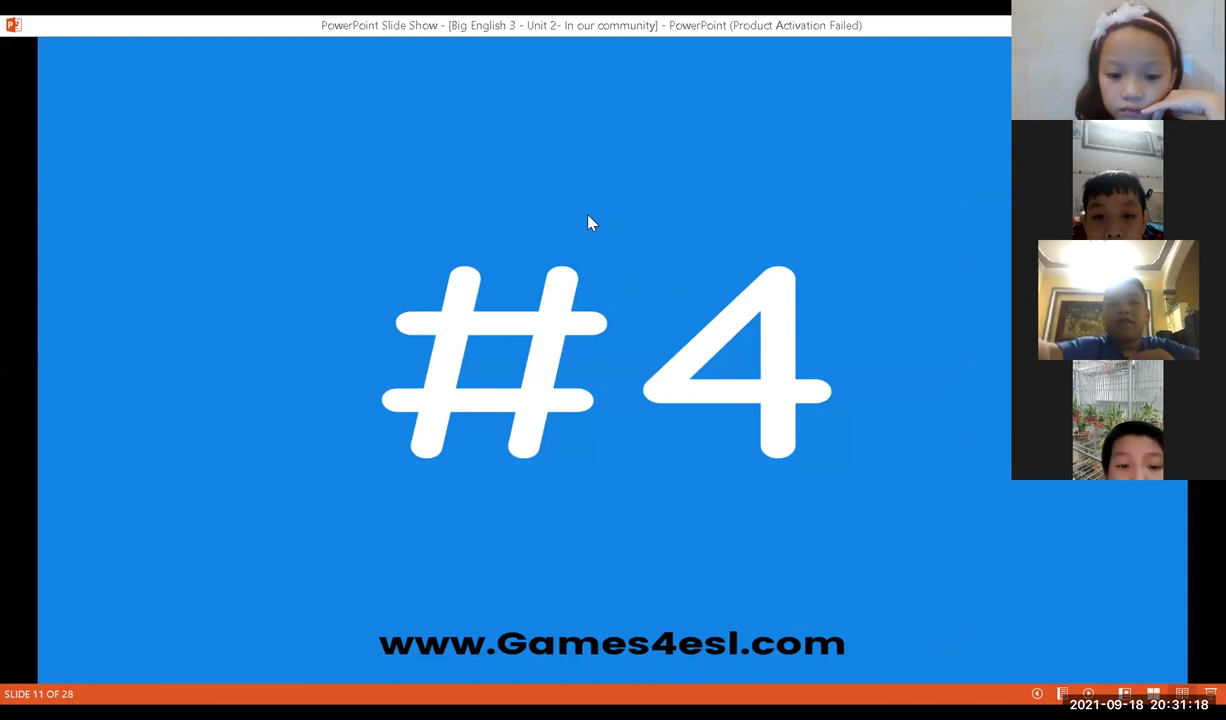 PowerPoint Slide Show - [Big English 3 - Unit 2- In our community] - PowerPoint (Product Activation Failed)
#4
www.Games4esl.com
SLIDE 11 OF 28
2021-09-18 20:31:18